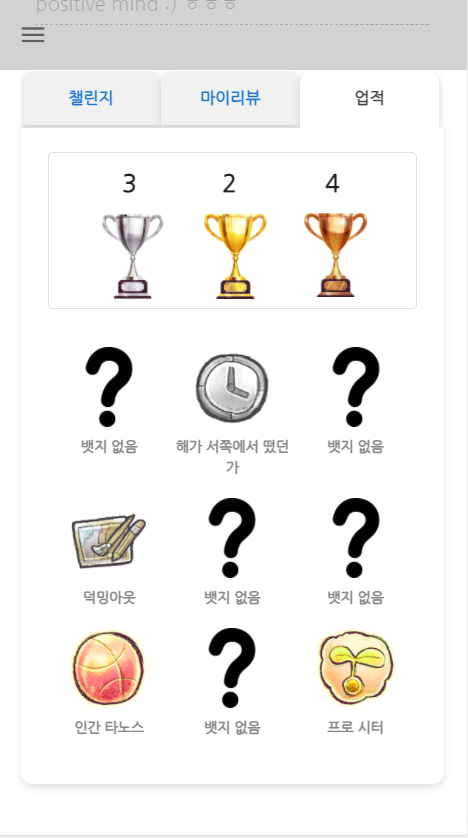 positive mind :) ㅎㅎㅎ
챌린지 마이리뷰 업적
3 2 4
뱃지 없음 해가 서쪽에서 떴던
가 뱃지 없음
덕밍아웃 뱃지 없음 뱃지 없음
인간 타노스 뱃지 없음 프로 시터